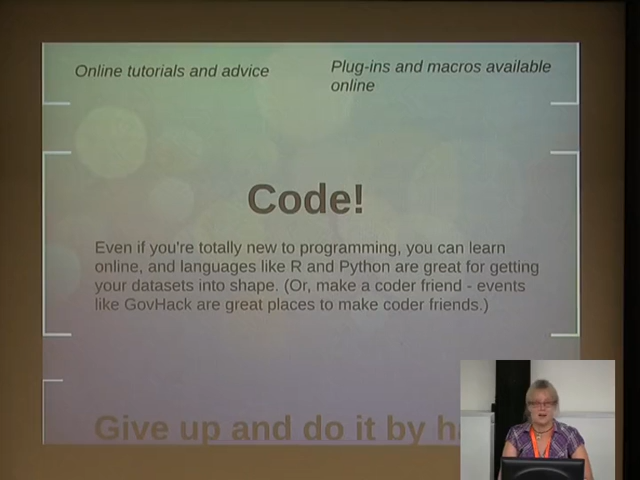 Online tutorials and advice
Plug-ins and macros available
online
Code!
Even if you're totally new to programming, you can learn
online, and languages like R and Python are great for getting
your datasets into shape. (Or, make a coder friend - events
like GovHack are great places to make coder friends.)
Give up and do it by